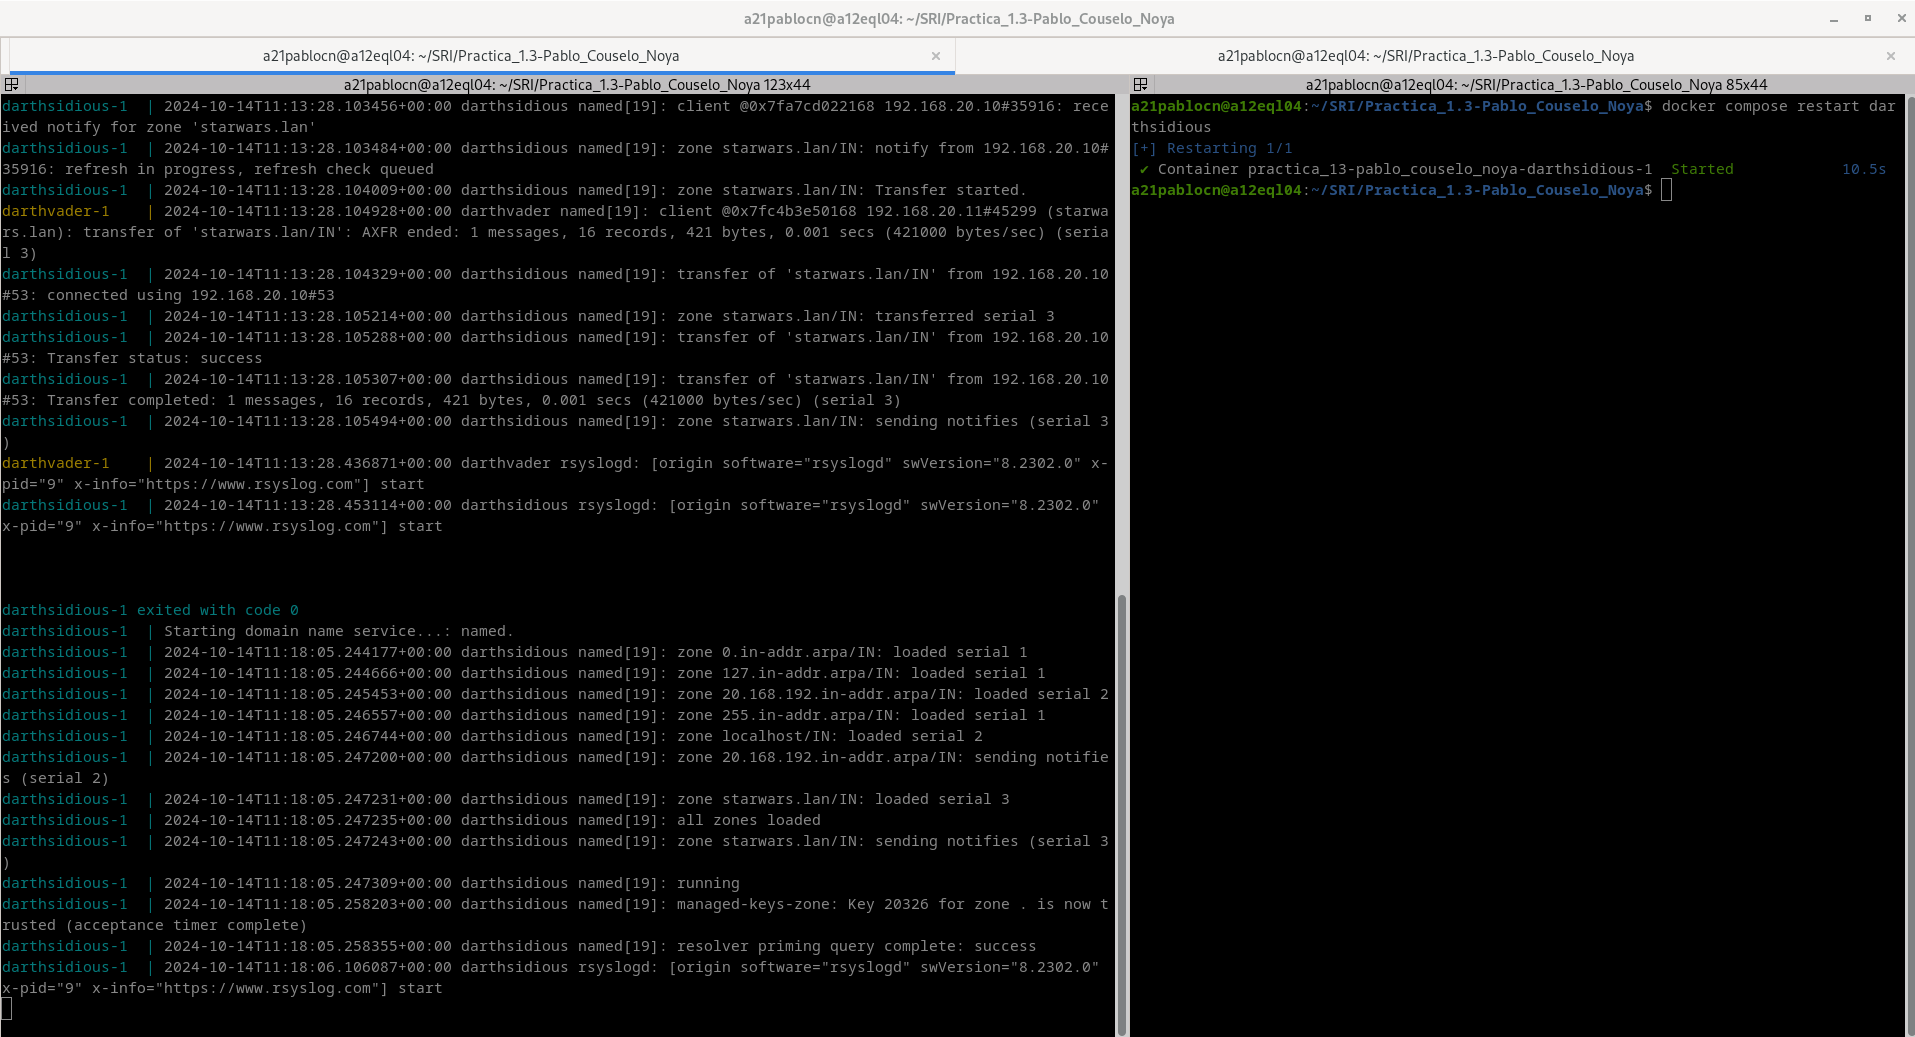 a21pablocn@a12eql04: ~/SRI/Practica_1.3-Pablo_Couselo_Noya
a21pablocn@a12eql04: ~/SRI/Practica_1.3-Pablo_Couselo_Noya
a21pablocn@a12eql04: ~/SRI/Practica_1.3-Pablo_Couselo_Noya
a21pablocn@a12eql04: ~/SRI/Practica_1.3-Pablo_Couselo_Noya 123x44
darthsidious-1  | 2024-10-14T11:13:28.103456+00:00 darthsidious named[19]: client @0x7fa7cd022168 192.168.20.10#35916: rece
ived notify for zone 'starwars.lan'
darthsidious-1  | 2024-10-14T11:13:28.103484+00:00 darthsidious named[19]: zone starwars.lan/IN: notify from 192.168.20.10#
35916: refresh in progress, refresh check queued
darthsidious-1  | 2024-10-14T11:13:28.104009+00:00 darthsidious named[19]: zone starwars.lan/IN: Transfer started.
darthvader-1    | 2024-10-14T11:13:28.104928+00:00 darthvader named[19]: client @0x7fc4b3e50168 192.168.20.11#45299 (starwa
rs.lan): transfer of 'starwars.lan/IN': AXFR ended: 1 messages, 16 records, 421 bytes, 0.001 secs (421000 bytes/sec) (seria
l 3)
darthsidious-1  | 2024-10-14T11:13:28.104329+00:00 darthsidious named[19]: transfer of 'starwars.lan/IN' from 192.168.20.10
#53: connected using 192.168.20.10#53
darthsidious-1  | 2024-10-14T11:13:28.105214+00:00 darthsidious named[19]: zone starwars.lan/IN: transferred serial 3
darthsidious-1  | 2024-10-14T11:13:28.105288+00:00 darthsidious named[19]: transfer of 'starwars.lan/IN' from 192.168.20.10
#53: Transfer status: success
darthsidious-1  | 2024-10-14T11:13:28.105307+00:00 darthsidious named[19]: transfer of 'starwars.lan/IN' from 192.168.20.10
#53: Transfer completed: 1 messages, 16 records, 421 bytes, 0.001 secs (421000 bytes/sec) (serial 3)
darthsidious-1  | 2024-10-14T11:13:28.105494+00:00 darthsidious named[19]: zone starwars.lan/IN: sending notifies (serial 3
)
darthvader-1    | 2024-10-14T11:13:28.436871+00:00 darthvader rsyslogd: [origin software="rsyslogd" swVersion="8.2302.0" x-
pid="9" x-info="https://www.rsyslog.com"] start
darthsidious-1  | 2024-10-14T11:13:28.453114+00:00 darthsidious rsyslogd: [origin software="rsyslogd" swVersion="8.2302.0" 
x-pid="9" x-info="https://www.rsyslog.com"] start
darthsidious-1 exited with code 0
darthsidious-1  | Starting domain name service...: named.
darthsidious-1  | 2024-10-14T11:18:05.244177+00:00 darthsidious named[19]: zone 0.in-addr.arpa/IN: loaded serial 1
darthsidious-1  | 2024-10-14T11:18:05.244666+00:00 darthsidious named[19]: zone 127.in-addr.arpa/IN: loaded serial 1
darthsidious-1  | 2024-10-14T11:18:05.245453+00:00 darthsidious named[19]: zone 20.168.192.in-addr.arpa/IN: loaded serial 2
darthsidious-1  | 2024-10-14T11:18:05.246557+00:00 darthsidious named[19]: zone 255.in-addr.arpa/IN: loaded serial 1
darthsidious-1  | 2024-10-14T11:18:05.246744+00:00 darthsidious named[19]: zone localhost/IN: loaded serial 2
darthsidious-1  | 2024-10-14T11:18:05.247200+00:00 darthsidious named[19]: zone 20.168.192.in-addr.arpa/IN: sending notifie
s (serial 2)
darthsidious-1  | 2024-10-14T11:18:05.247231+00:00 darthsidious named[19]: zone starwars.lan/IN: loaded serial 3
darthsidious-1  | 2024-10-14T11:18:05.247235+00:00 darthsidious named[19]: all zones loaded
darthsidious-1  | 2024-10-14T11:18:05.247243+00:00 darthsidious named[19]: zone starwars.lan/IN: sending notifies (serial 3
)
darthsidious-1  | 2024-10-14T11:18:05.247309+00:00 darthsidious named[19]: running
darthsidious-1  | 2024-10-14T11:18:05.258203+00:00 darthsidious named[19]: managed-keys-zone: Key 20326 for zone . is now t
rusted (acceptance timer complete)
darthsidious-1  | 2024-10-14T11:18:05.258355+00:00 darthsidious named[19]: resolver priming query complete: success
darthsidious-1  | 2024-10-14T11:18:06.106087+00:00 darthsidious rsyslogd: [origin software="rsyslogd" swVersion="8.2302.0" 
x-pid="9" x-info="https://www.rsyslog.com"] start
a21pablocn@a12eql04: ~/SRI/Practica_1.3-Pablo_Couselo_Noya 85x44
a21pablocn@a12eql04:~/SRI/Practica_1.3-Pablo_Couselo_Noya$ docker compose restart dar
thsidious
[+] Restarting 1/1
 ✔ Container practica_13-pablo_couselo_noya-darthsidious-1  Started            10.5s
a21pablocn@a12eql04:~/SRI/Practica_1.3-Pablo_Couselo_Noya$